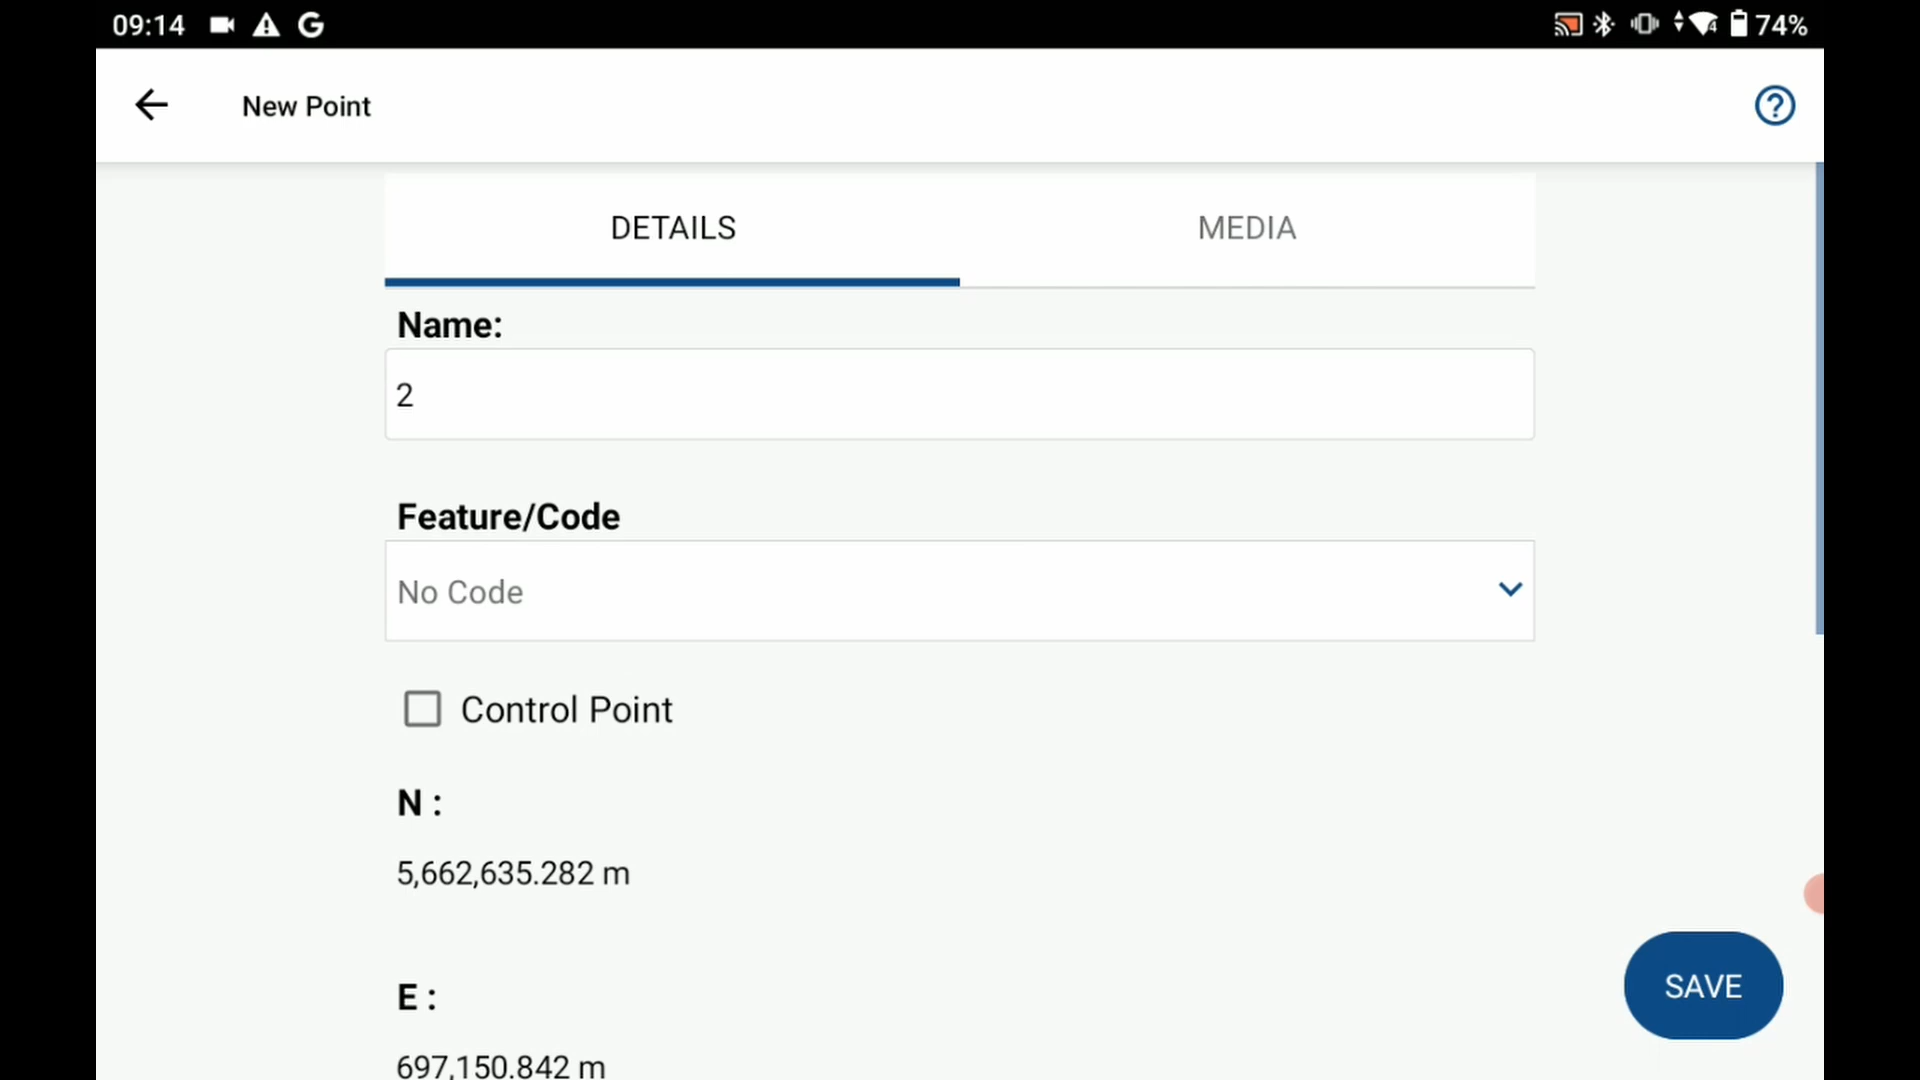 09:14
74%
New Point
DETAILS
MEDIA
Name:
2
Feature/Code
No Code
Control Point
N :
5,662,635.282 m
E :
697,150.842 m
SAVE